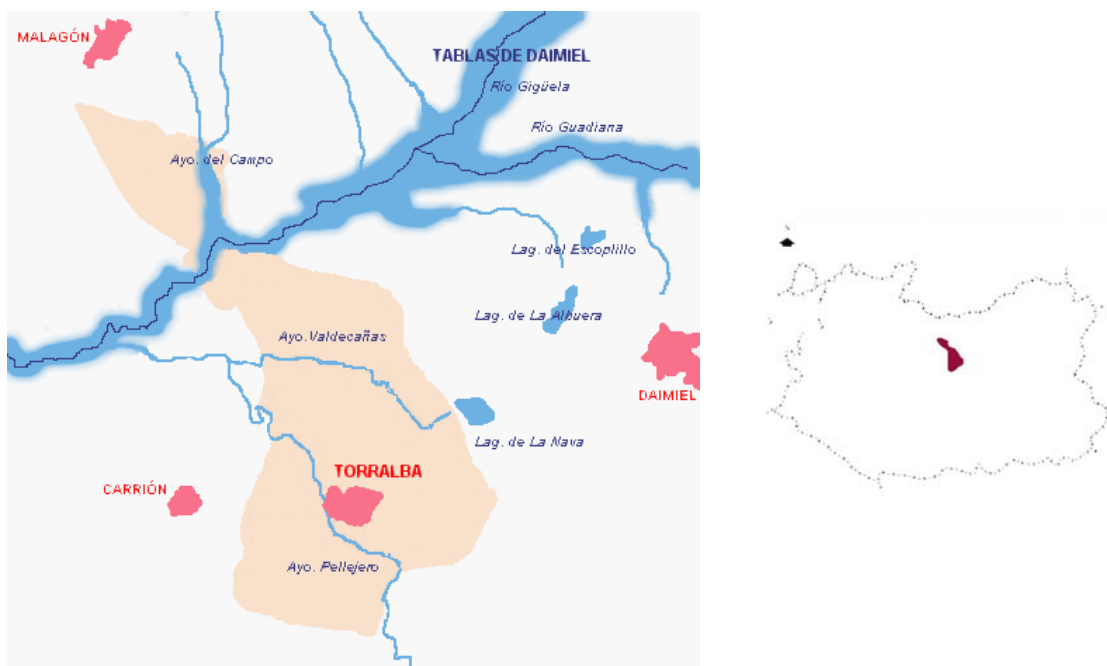 MALAGÓN
TABLAS DE DAIMIEL
Río Gigüela
Río Guadiana
Ayo. del Campo
Lag. del Escoplillo
Lag. de La Albuera
Ayo. Valdecañas
DAIMIEL
Lag. de La Nava
TORRALBA
CARRIÓN
Ayo. Pellejero